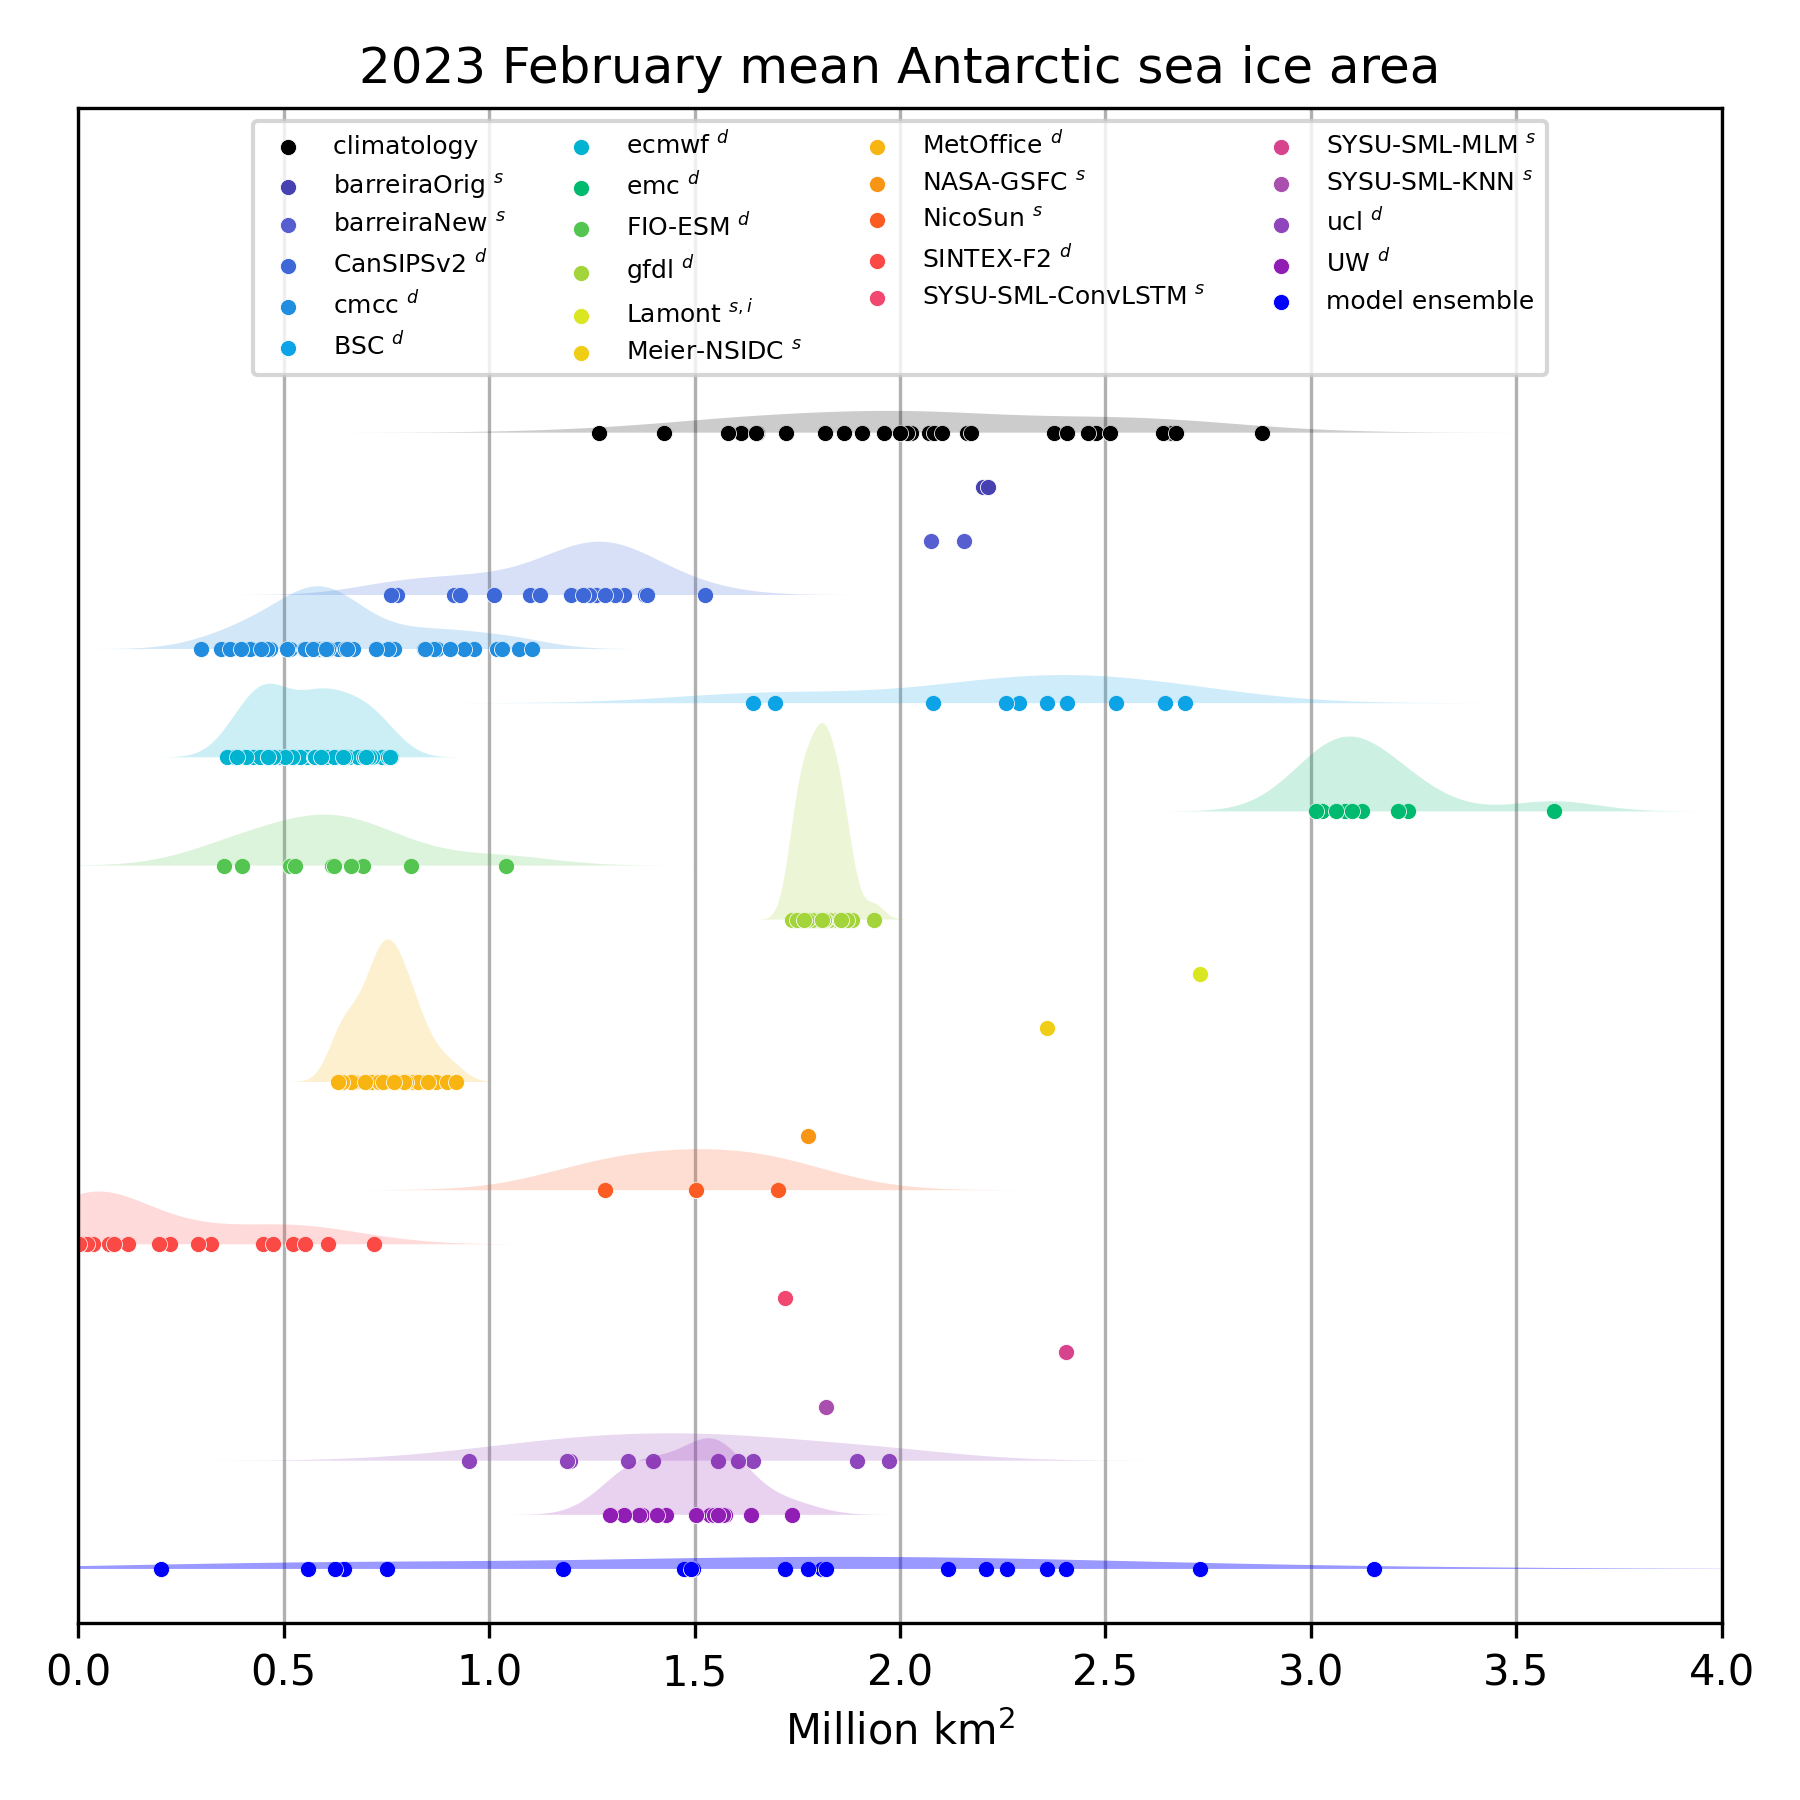 2023 February mean Antarctic sea ice area
climatology
barreiraOrig s
barreiraNew s
CanSIPSv2 d
cmcc d
BSC d
ecmwf d
emc d
FIO-ESM d
gfdl d
Lamont s,i
Meier-NSIDC s
MetOffice d
NASA-GSFC s
NicoSun s
SINTEX-F2 d
SYSU-SML-ConvLSTM s
SYSU-SML-MLM s
SYSU-SML-KNN s
ucl d
UW d
model ensemble
0.0 0.5 1.0 1.5 2.0 2.5 3.0 3.5 4.0
Million km²